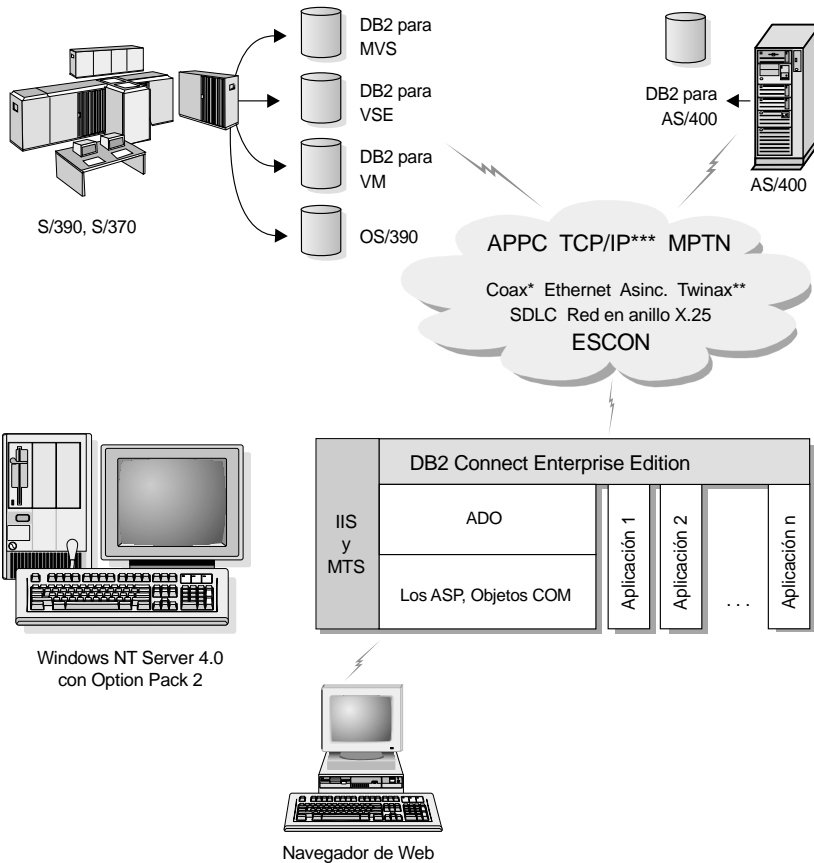 DB2 para
MVS
DB2 para
VSE
DB2 para
VM
OS/390
S/390, S/370
DB2 para
AS/400
AS/400
APPC TCP/IP*** MPTN
Coax* Ethernet Asinc. Twinax**
SDLC Red en anillo X.25
ESCON
DB2 Connect Enterprise Edition
IIS
y
MTS
ADO
Los ASP, Objetos COM
Aplicación 1
Aplicación 2
. . .
Aplicación n
Windows NT Server 4.0
con Option Pack 2
Navegador de Web